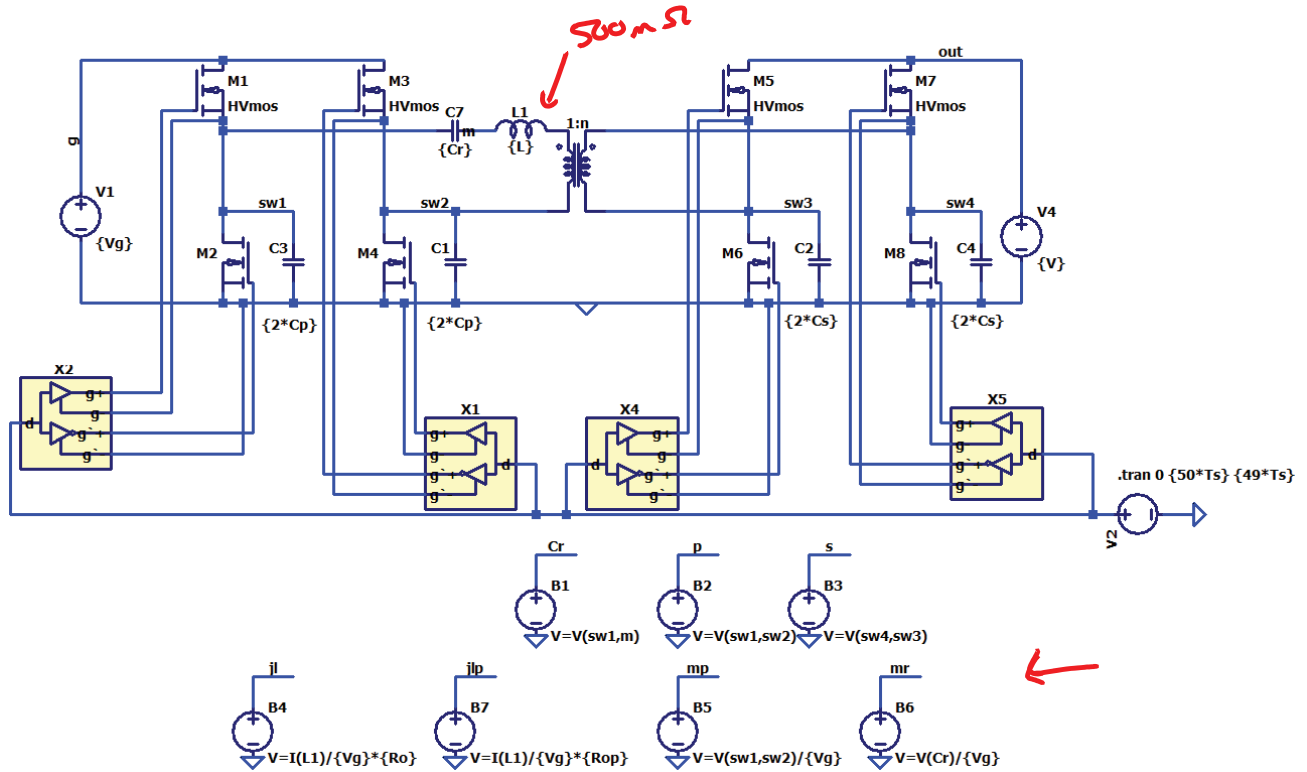 500mΩ
out
M1
M3
M5
M7
HVmos
HVmos
HVmos
HVmos
C7
m
L1
1:n
{Cr}
{L}
g
V1
{Vg}
sw1
sw2
sw3
sw4
V4
{V}
M2
C3
M4
C1
M6
C2
M8
C4
{2*Cp}
{2*Cp}
{2*Cs}
{2*Cs}
X2
d
g+
g-
g`+
g`-
X1
g+
g-
g`+
g`-
d
X4
d
g+
g-
g`+
g`-
X5
g+
g-
g`+
g`-
d
.tran 0 {50*Ts} {49*Ts}
V2
Cr
B1
V=V(sw1,m)
p
B2
V=V(sw1,sw2)
s
B3
V=V(sw4,sw3)
jl
B4
V=I(L1)/{Vg}*{Ro}
jlp
B7
V=I(L1)/{Vg}*{Rop}
mp
B5
V=V(sw1,sw2)/{Vg}
mr
B6
V=V(Cr)/{Vg}